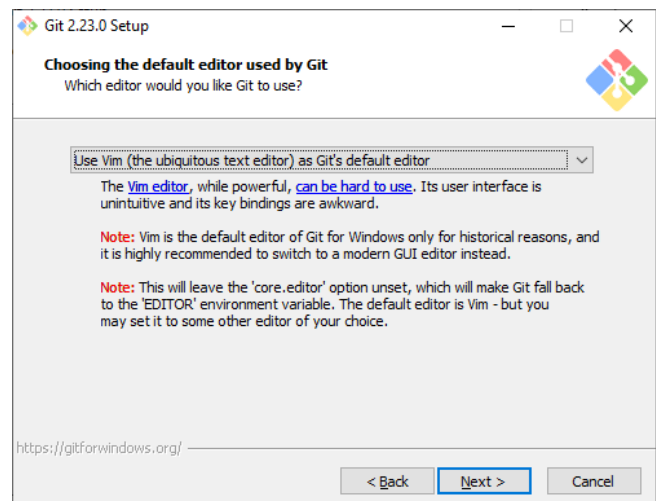 Git 2.23.0 Setup
Choosing the default editor used by Git
Which editor would you like Git to use?
Use Vim (the ubiquitous text editor) as Git's default editor
The Vim editor, while powerful, can be hard to use. Its user interface is
unintuitive and its key bindings are awkward.
Note: Vim is the default editor of Git for Windows only for historical reasons, and
it is highly recommended to switch to a modern GUI editor instead.
Note: This will leave the 'core.editor' option unset, which will make Git fall back
to the 'EDITOR' environment variable. The default editor is Vim - but you
may set it to some other editor of your choice.
https://gitforwindows.org/
< Back Next > Cancel